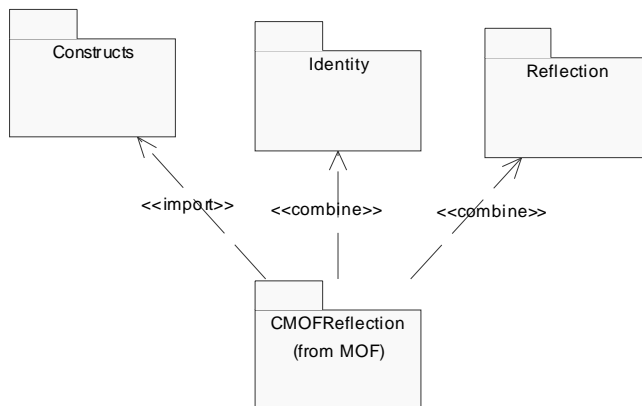 Constructs
Identity
Reflection
<<import>>
<<combine>>
<<combine>>
CMOFReflection
(from MOF)